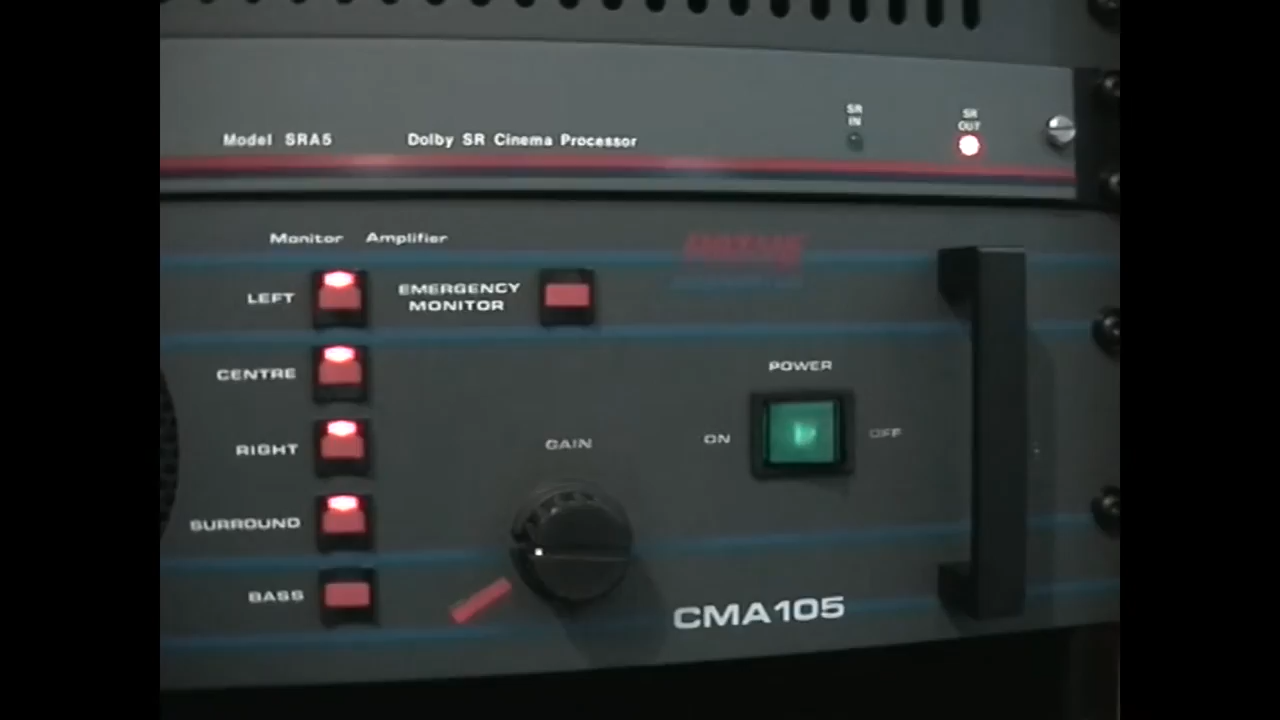 SR
IN
SR
OUT
Model SRA5
Dolby SR Cinema Processor
Monitor Amplifier
LEFT
EMERGENCY
MONITOR
CENTRE
POWER
RIGHT
GAIN
ON
OFF
SURROUND
BASS
CMA105